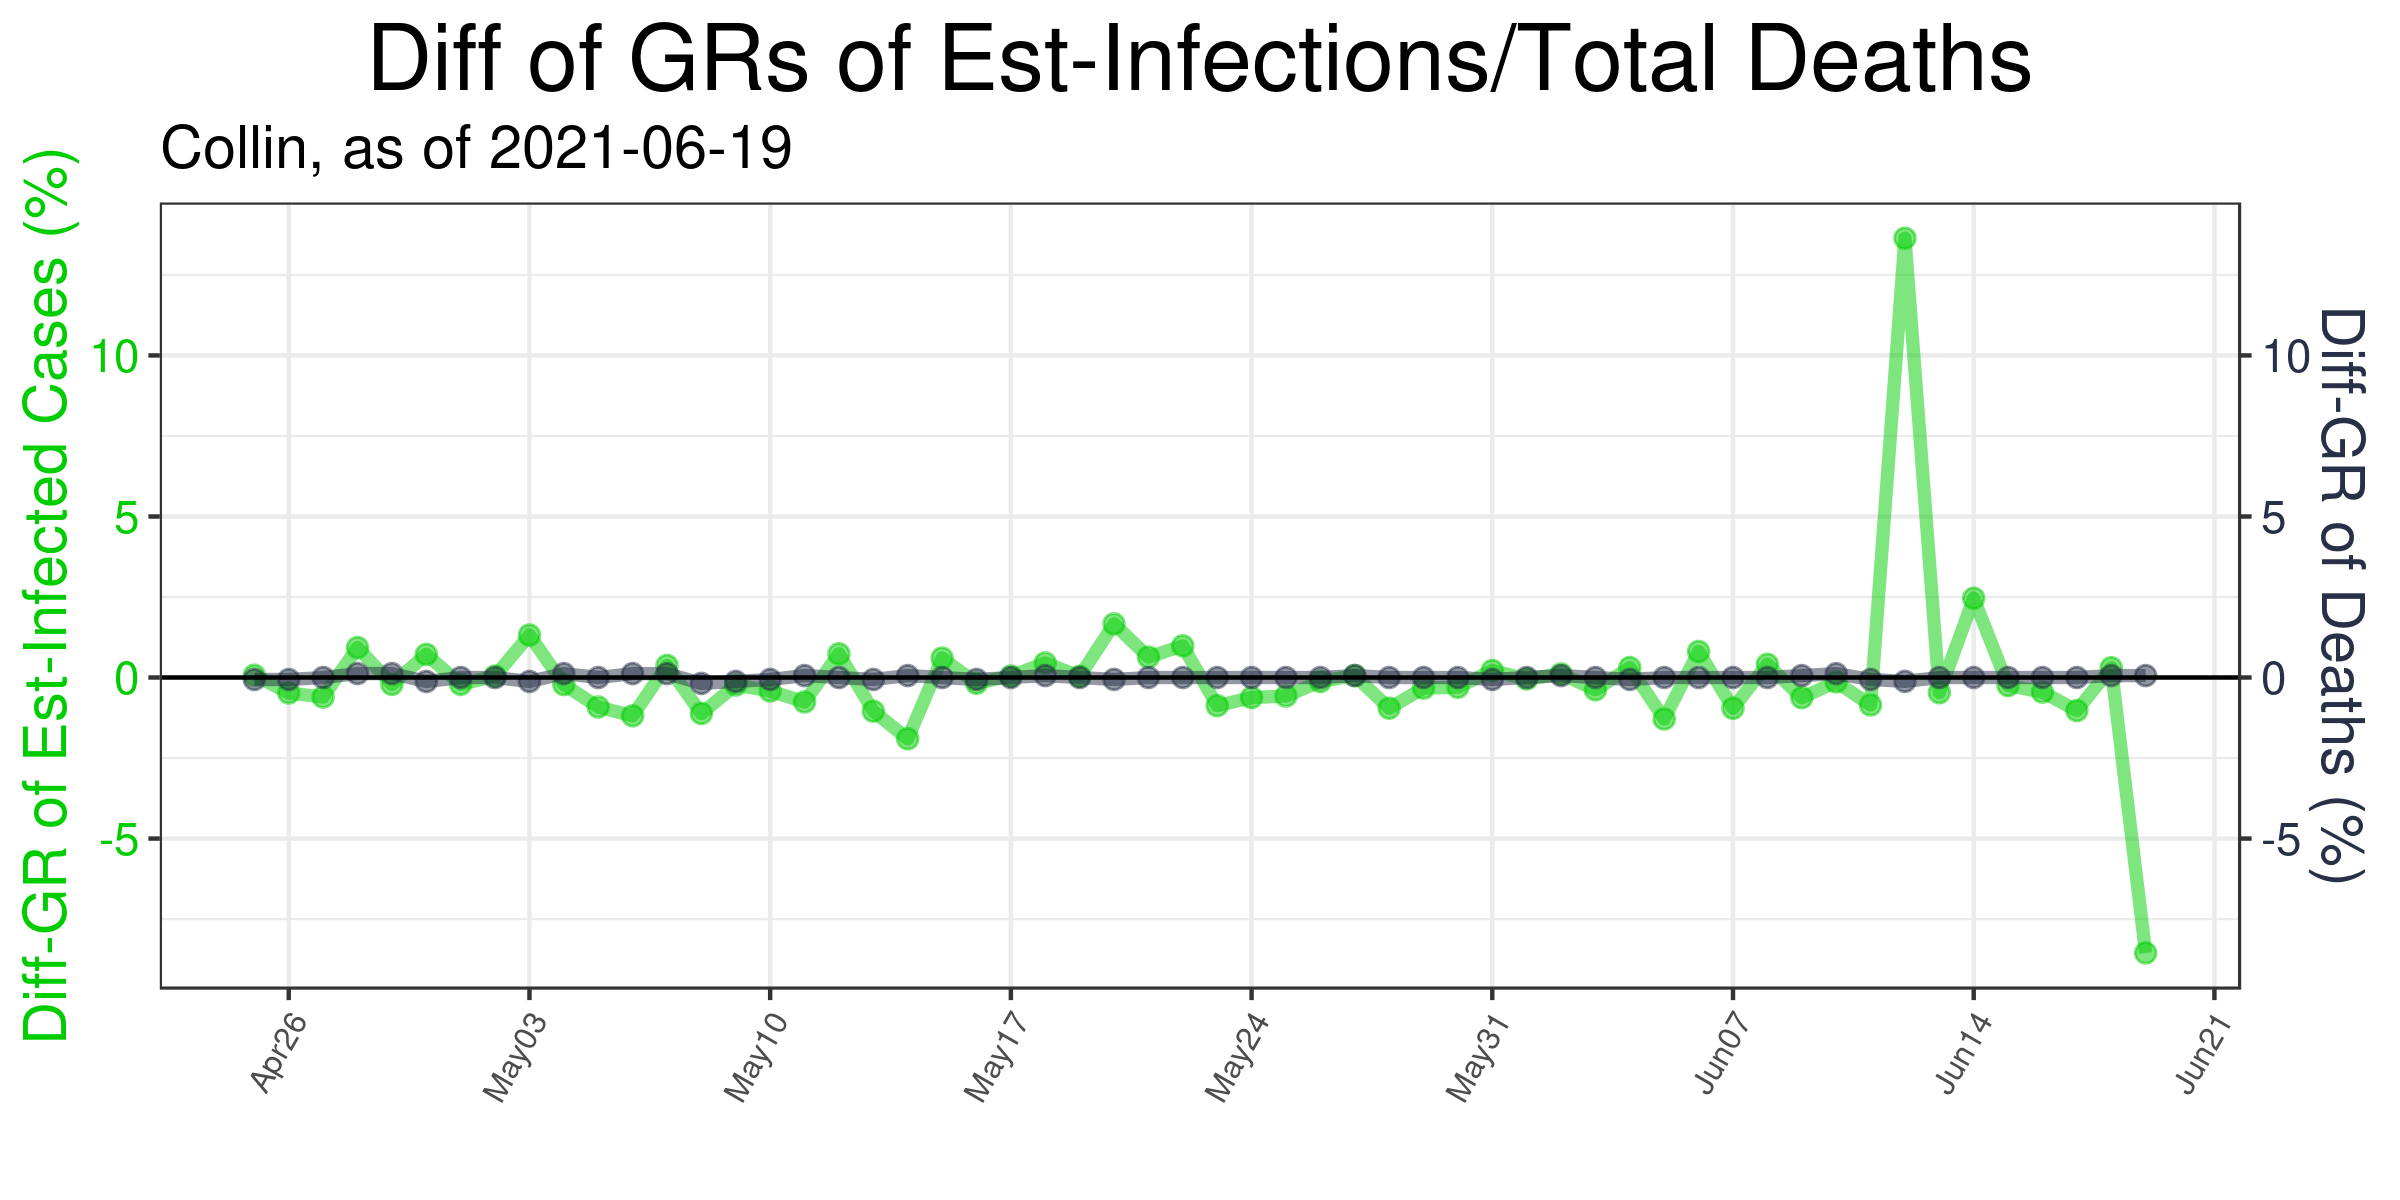 Diff of GRs of Est-Infections/Total Deaths
Collin, as of 2021-06-19
Diff-GR of Est-Infected Cases (%)
10
5
0
-5
10
5
0
-5
Diff-GR of Deaths (%)
Apr26
May03
May10
May17
May24
May31
Jun07
Jun14
Jun21